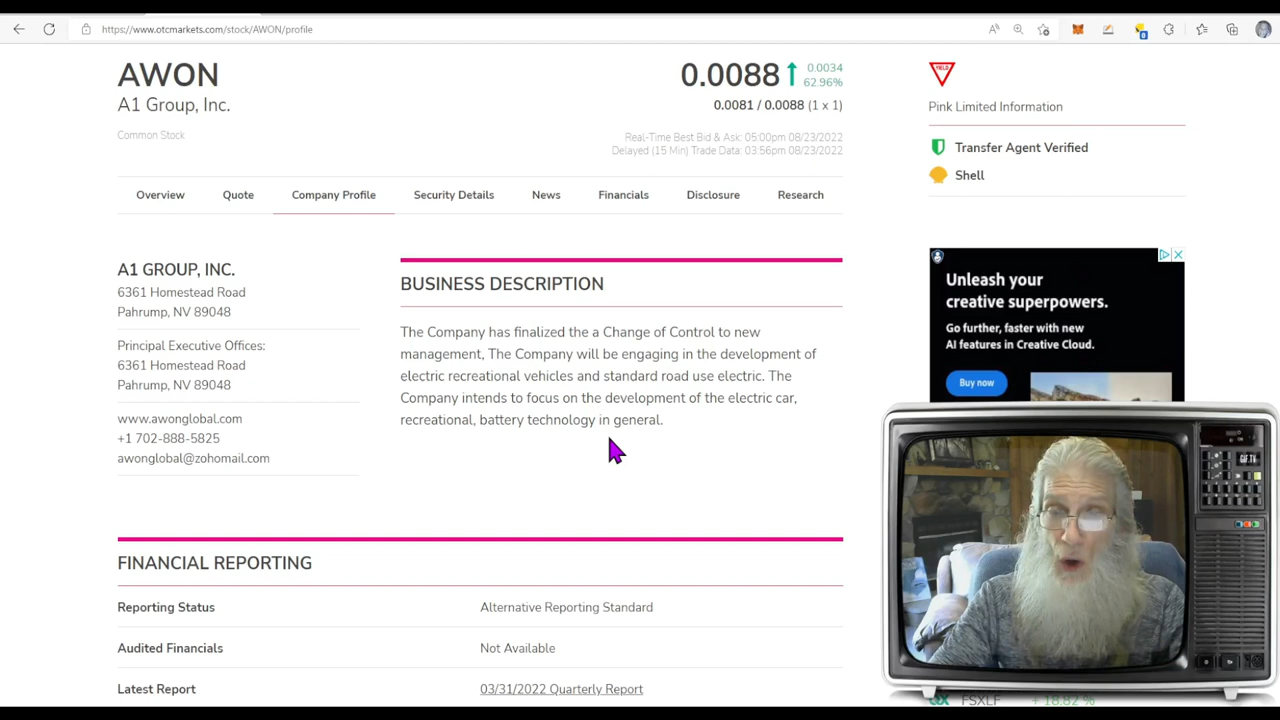 https://www.otcmarkets.com/stock/AWON/profile
AWON
A1 Group, Inc.
Common Stock
0.0088
0.0034
62.96%
0.0081 / 0.0088 (1 x 1)
Real-Time Best Bid & Ask: 05:00pm 08/23/2022
Delayed (15 Min) Trade Data: 03:56pm 08/23/2022
YIELD
Pink Limited Information
Transfer Agent Verified
Shell
Overview Quote Company Profile Security Details News Financials Disclosure Research
A1 GROUP, INC.
6361 Homestead Road
Pahrump, NV 89048
Principal Executive Offices:
6361 Homestead Road
Pahrump, NV 89048
www.awonglobal.com
+1 702-888-5825
awonglobal@zohomail.com
BUSINESS DESCRIPTION
The Company has finalized the a Change of Control to new
management, The Company will be engaging in the development of
electric recreational vehicles and standard road use electric. The
Company intends to focus on the development of the electric car,
recreational, battery technology in general.
Unleash your
creative superpowers.
Go further, faster with new
AI features in Creative Cloud.
Buy now
FINANCIAL REPORTING
Reporting Status Alternative Reporting Standard
Audited Financials Not Available
Latest Report 03/31/2022 Quarterly Report
GIF.TV
FSXLF + 18.82 %